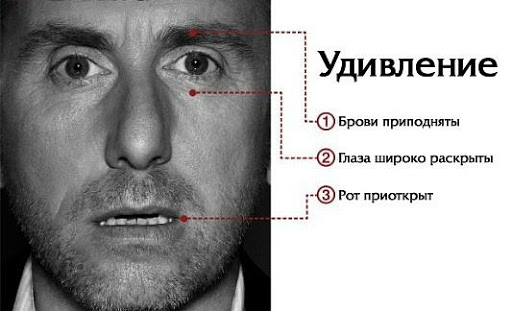 Удивление
1 Брови приподняты
2 Глаза широко раскрыты
3 Рот приоткрыт